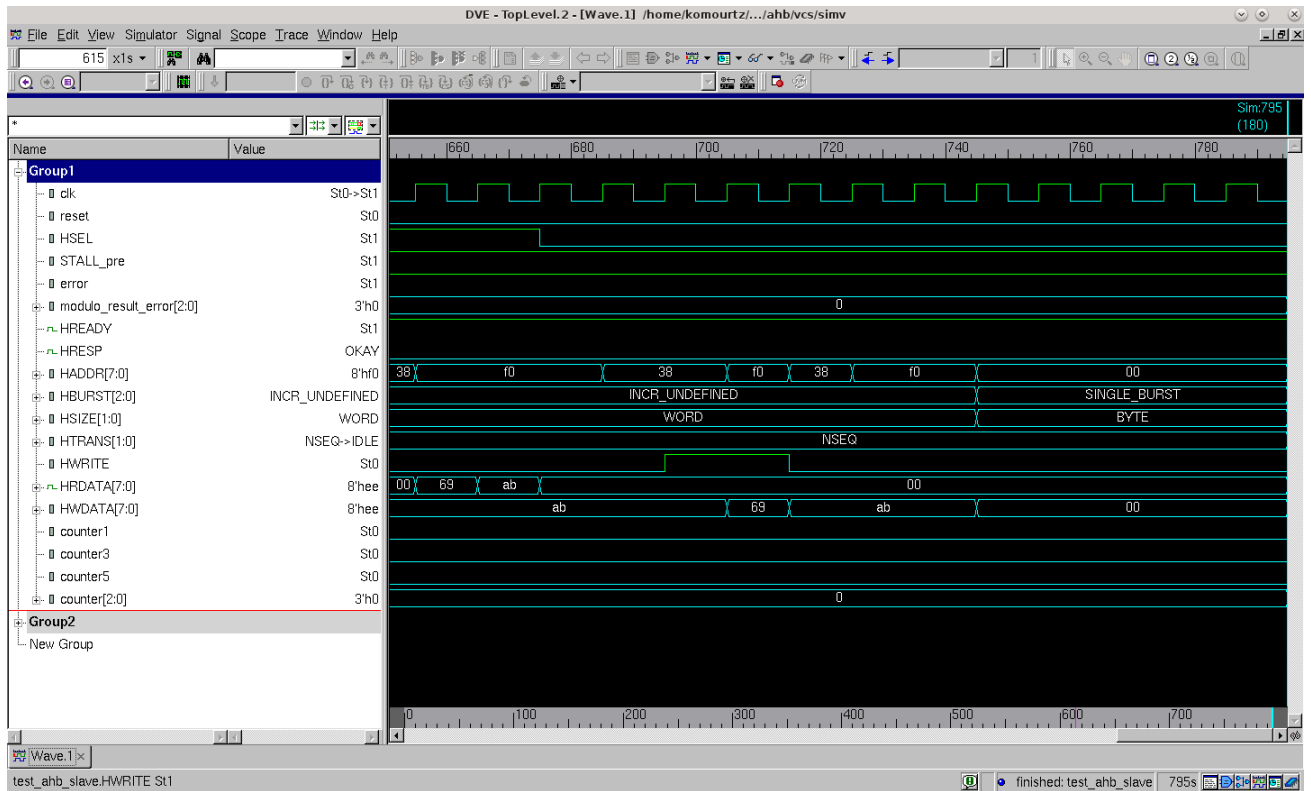 DVE - TopLevel.2 - [Wave.1] /home/komourtz/.../ahb/vcs/simv
File Edit View Simulator Signal Scope Trace Window Help
615 x1s 1
Sim:795
* (180)
Name Value 660 680 700 720 740 760 780
Group1
clk St0->St1
reset St0
HSEL St1
STALL_pre St1
error St1
modulo_result_error[2:0] 3'h0 0
HREADY St1
HRESP OKAY
HADDR[7:0] 8'hf0 38 f0 38 f0 38 f0 00
HBURST[2:0] INCR_UNDEFINED INCR_UNDEFINED SINGLE_BURST
HSIZE[1:0] WORD WORD BYTE
HTRANS[1:0] NSEQ->IDLE NSEQ
HWRITE St0
HRDATA[7:0] 8'hee 00 69 ab 00
HWDATA[7:0] 8'hee ab 69 ab 00
counter1 St0
counter3 St0
counter5 St0
counter[2:0] 3'h0 0
Group2
New Group
0 100 200 300 400 500 600 700
Wave.1
test_ahb_slave.HWRITE St1 finished: test_ahb_slave 795s